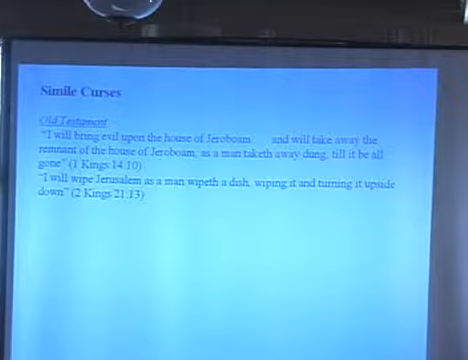 Simile Curses
Old Testament
"I will bring evil upon the house of Jeroboam and will take away the
remnant of the house of Jeroboam, as a man taketh away dung, till it be all
gone" (1 Kings 14:10)
"I will wipe Jerusalem as a man wipeth a dish, wiping it and turning it upside
down" (2 Kings 21:13)